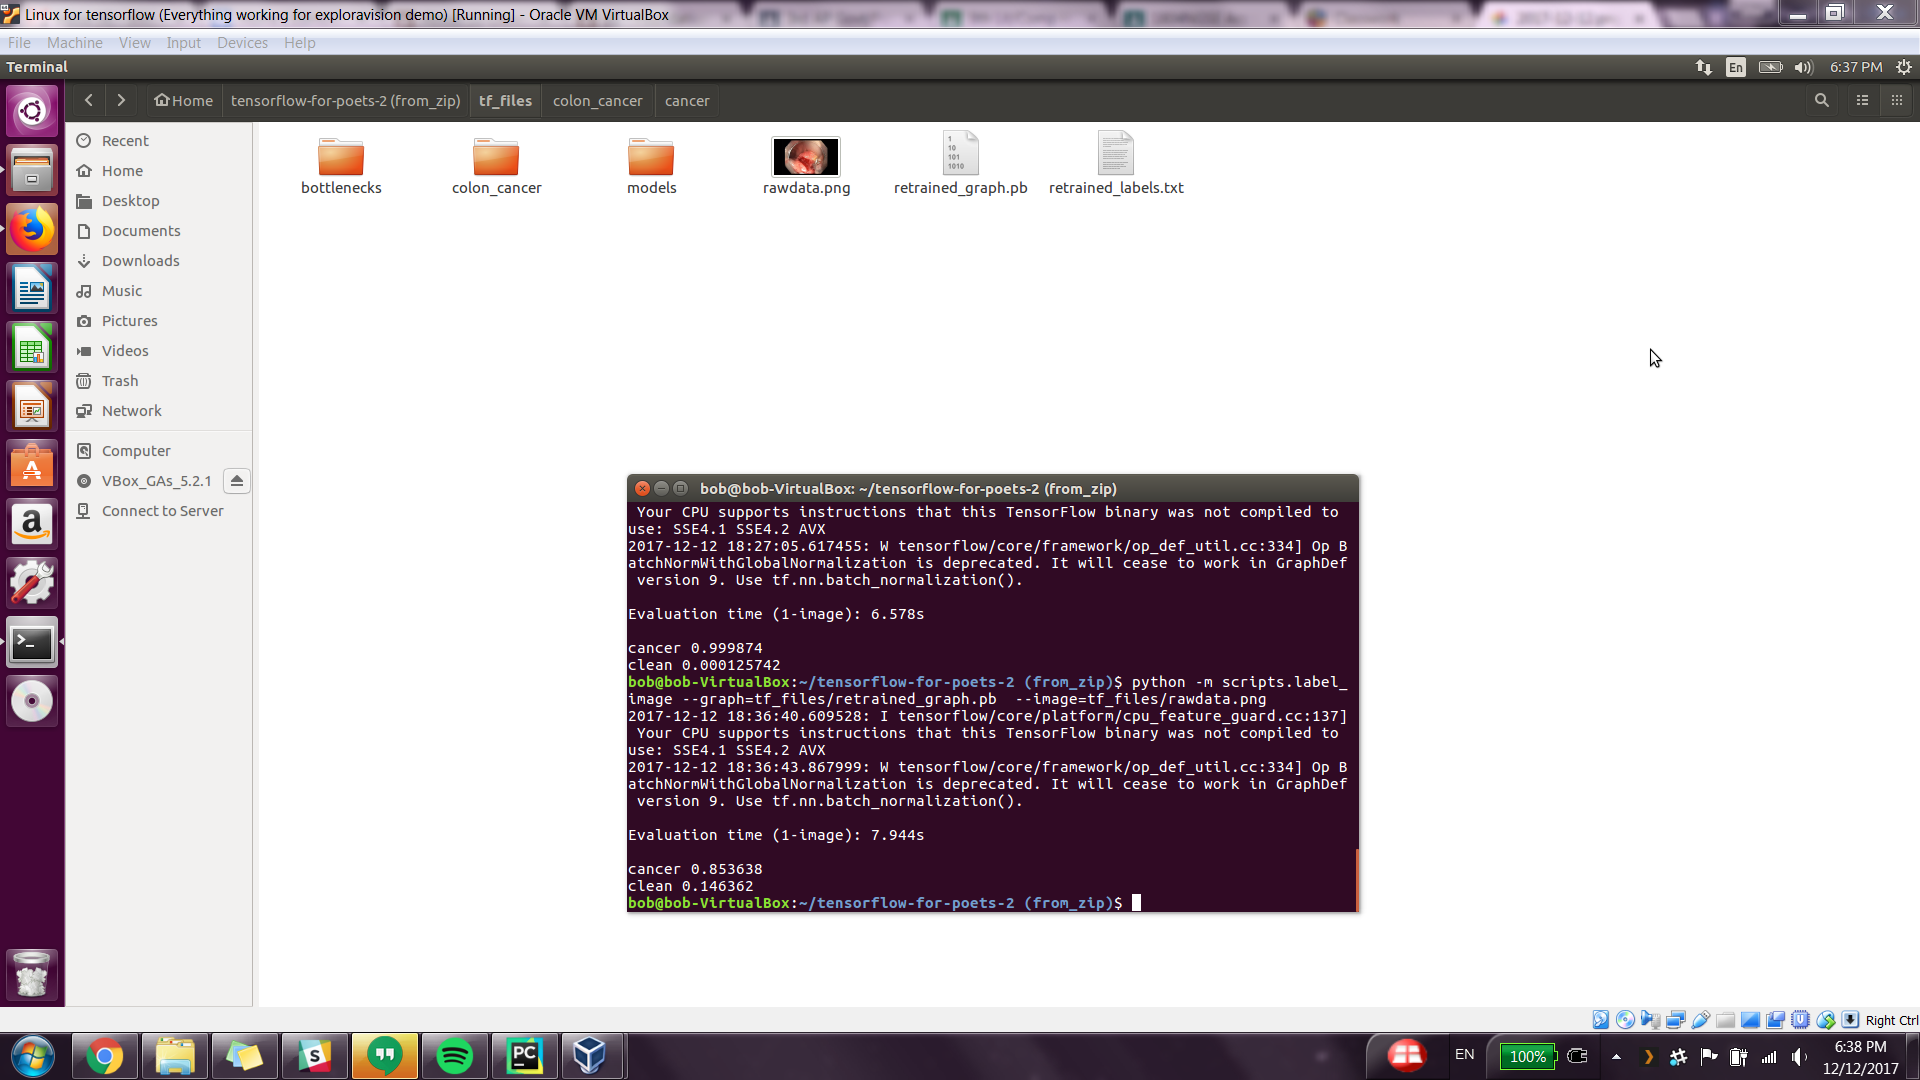 Linux for tensorflow (Everything working for exploravision demo) [Running] - Oracle VM VirtualBox
File Machine View Input Devices Help
Terminal
En
6:37 PM
Home
tensorflow-for-poets-2 (from_zip)
tf_files
colon_cancer
cancer
Recent
Home
Desktop
Documents
Downloads
Music
Pictures
Videos
Trash
Network
Computer
VBox_GAs_5.2.1
Connect to Server
1
10
101
1010
bottlenecks
colon_cancer
models
rawdata.png
retrained_graph.pb
retrained_labels.txt
bob@bob-VirtualBox: ~/tensorflow-for-poets-2 (from_zip)
Your CPU supports instructions that this TensorFlow binary was not compiled to
use: SSE4.1 SSE4.2 AVX
2017-12-12 18:27:05.617455: W tensorflow/core/framework/op_def_util.cc:334] Op B
atchNormWithGlobalNormalization is deprecated. It will cease to work in GraphDef
version 9. Use tf.nn.batch_normalization().
Evaluation time (1-image): 6.578s
cancer 0.999874
clean 0.000125742
bob@bob-VirtualBox:~/tensorflow-for-poets-2 (from_zip)$ python -m scripts.label_
image --graph=tf_files/retrained_graph.pb  --image=tf_files/rawdata.png
2017-12-12 18:36:40.609528: I tensorflow/core/platform/cpu_feature_guard.cc:137]
Your CPU supports instructions that this TensorFlow binary was not compiled to
use: SSE4.1 SSE4.2 AVX
2017-12-12 18:36:43.867999: W tensorflow/core/framework/op_def_util.cc:334] Op B
atchNormWithGlobalNormalization is deprecated. It will cease to work in GraphDef
version 9. Use tf.nn.batch_normalization().
Evaluation time (1-image): 7.944s
cancer 0.853638
clean 0.146362
bob@bob-VirtualBox:~/tensorflow-for-poets-2 (from_zip)$
Right Ctrl
S
PC
EN
100%
6:38 PM
12/12/2017